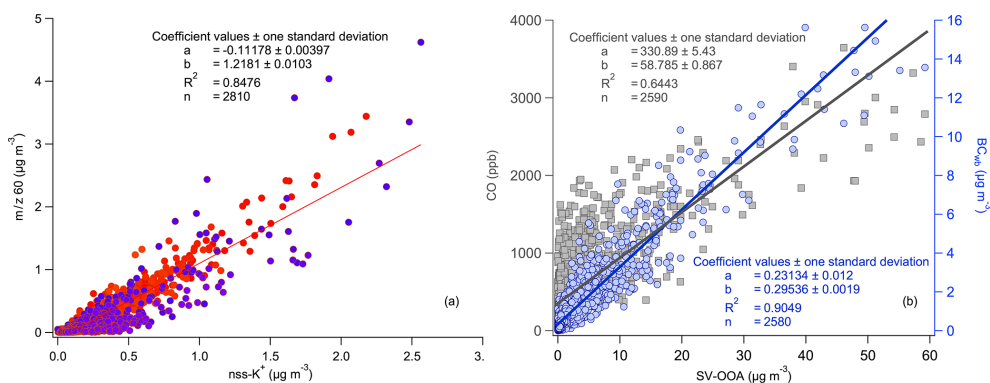 5
4
3
2
1
0
m/z 60 (µg m-3)
Coefficient values ± one standard deviation
a = -0.11178 ± 0.00397
b = 1.2181 ± 0.0103
R2 = 0.8476
n = 2810
(a)
0.0 0.5 1.0 1.5 2.0 2.5 3.
nss-K+ (µg m-3)
4000
3000
2000
1000
0
CO (ppb)
Coefficient values ± one standard deviation
a = 330.89 ± 5.43
b = 58.785 ± 0.867
R2 = 0.6443
n = 2590
Coefficient values ± one standard deviation
a = 0.23134 ± 0.012
b = 0.29536 ± 0.0019
R2 = 0.9049
n = 2580
(b)
16
14
12
10
8
6
4
2
0
BCwb (µg m-3)
0 10 20 30 40 50 60
SV-OOA (µg m-3)